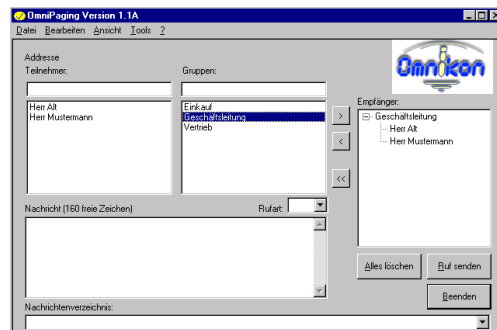 OmniPaging Version 1.1A
Datei Bearbeiten Ansicht Tools ?
Omnikon
Addresse
Teilnehmer:
Gruppen:
Herr Alt
Herr Mustermann
Einkauf
Geschäftsleitung
Vertrieb
>
<
<<
Empfänger:
Geschäftsleitung
Herr Alt
Herr Mustermann
Nachricht (160 freie Zeichen)
Rufart:
Alles löschen
Ruf senden
Beenden
Nachrichtenverzeichnis: